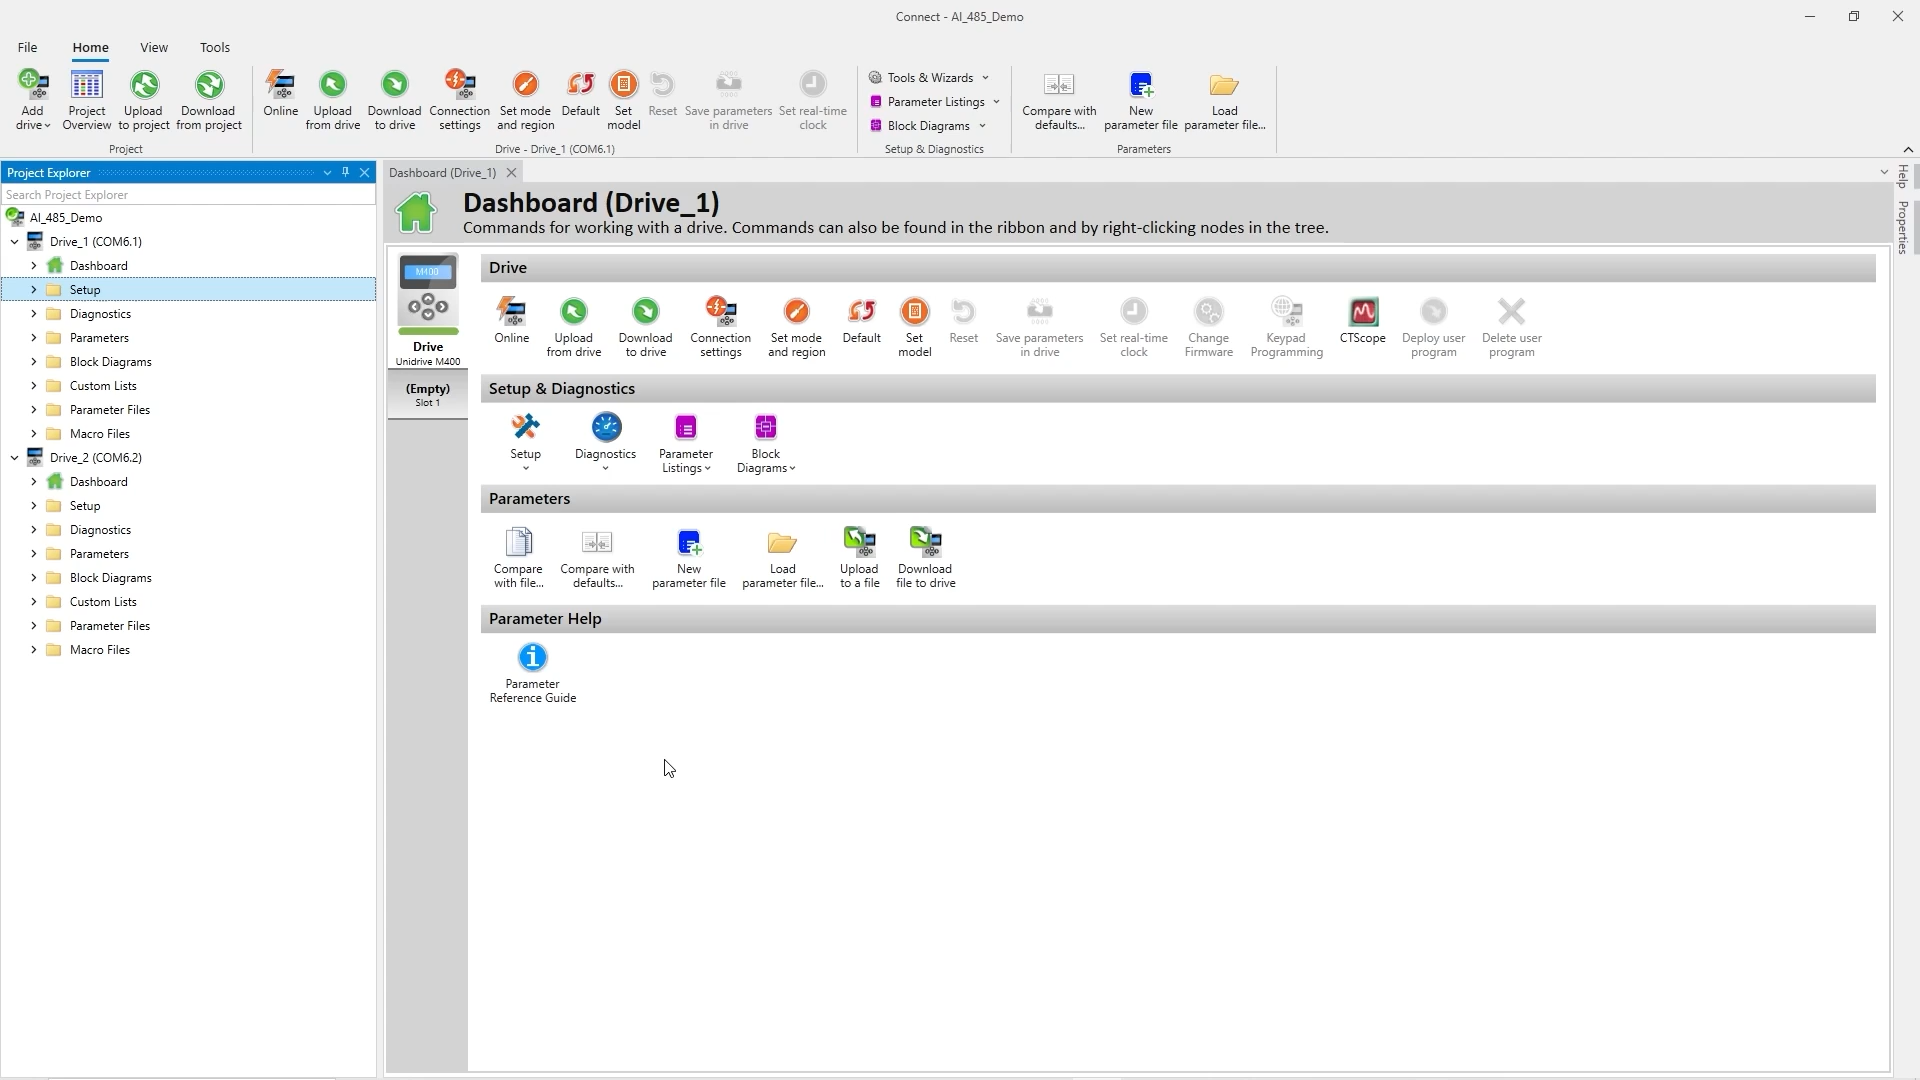 Connect - AI_485_Demo
File
Home
View
Tools
Add
drive
Project
Overview
Upload
to project
Download
from project
Project
Online
Upload
from drive
Download
to drive
Connection
settings
Set mode
and region
Default
Set
model
Reset
Save parameters
in drive
Set real-time
clock
Drive - Drive_1 (COM6.1)
Tools & Wizards
Parameter Listings
Block Diagrams
Setup & Diagnostics
Compare with
defaults...
New
parameter file
Load
parameter file...
Parameters
Project Explorer
Search Project Explorer
AI_485_Demo
Drive_1 (COM6.1)
Dashboard
Setup
Diagnostics
Parameters
Block Diagrams
Custom Lists
Parameter Files
Macro Files
Drive_2 (COM6.2)
Dashboard
Setup
Diagnostics
Parameters
Block Diagrams
Custom Lists
Parameter Files
Macro Files
Dashboard (Drive_1)
Dashboard (Drive_1)
Commands for working with a drive. Commands can also be found in the ribbon and by right-clicking nodes in the tree.
M400
Drive
Unidrive M400
(Empty)
Slot 1
Drive
Online
Upload
from drive
Download
to drive
Connection
settings
Set mode
and region
Default
Set
model
Reset
Save parameters
in drive
Set real-time
clock
Change
Firmware
Keypad
Programming
CTScope
Deploy user
program
Delete user
program
Setup & Diagnostics
Setup
Diagnostics
Parameter
Listings
Block
Diagrams
Parameters
Compare
with file...
Compare with
defaults...
New
parameter file
Load
parameter file...
Upload
to a file
Download
file to drive
Parameter Help
Parameter
Reference Guide
Help
Properties